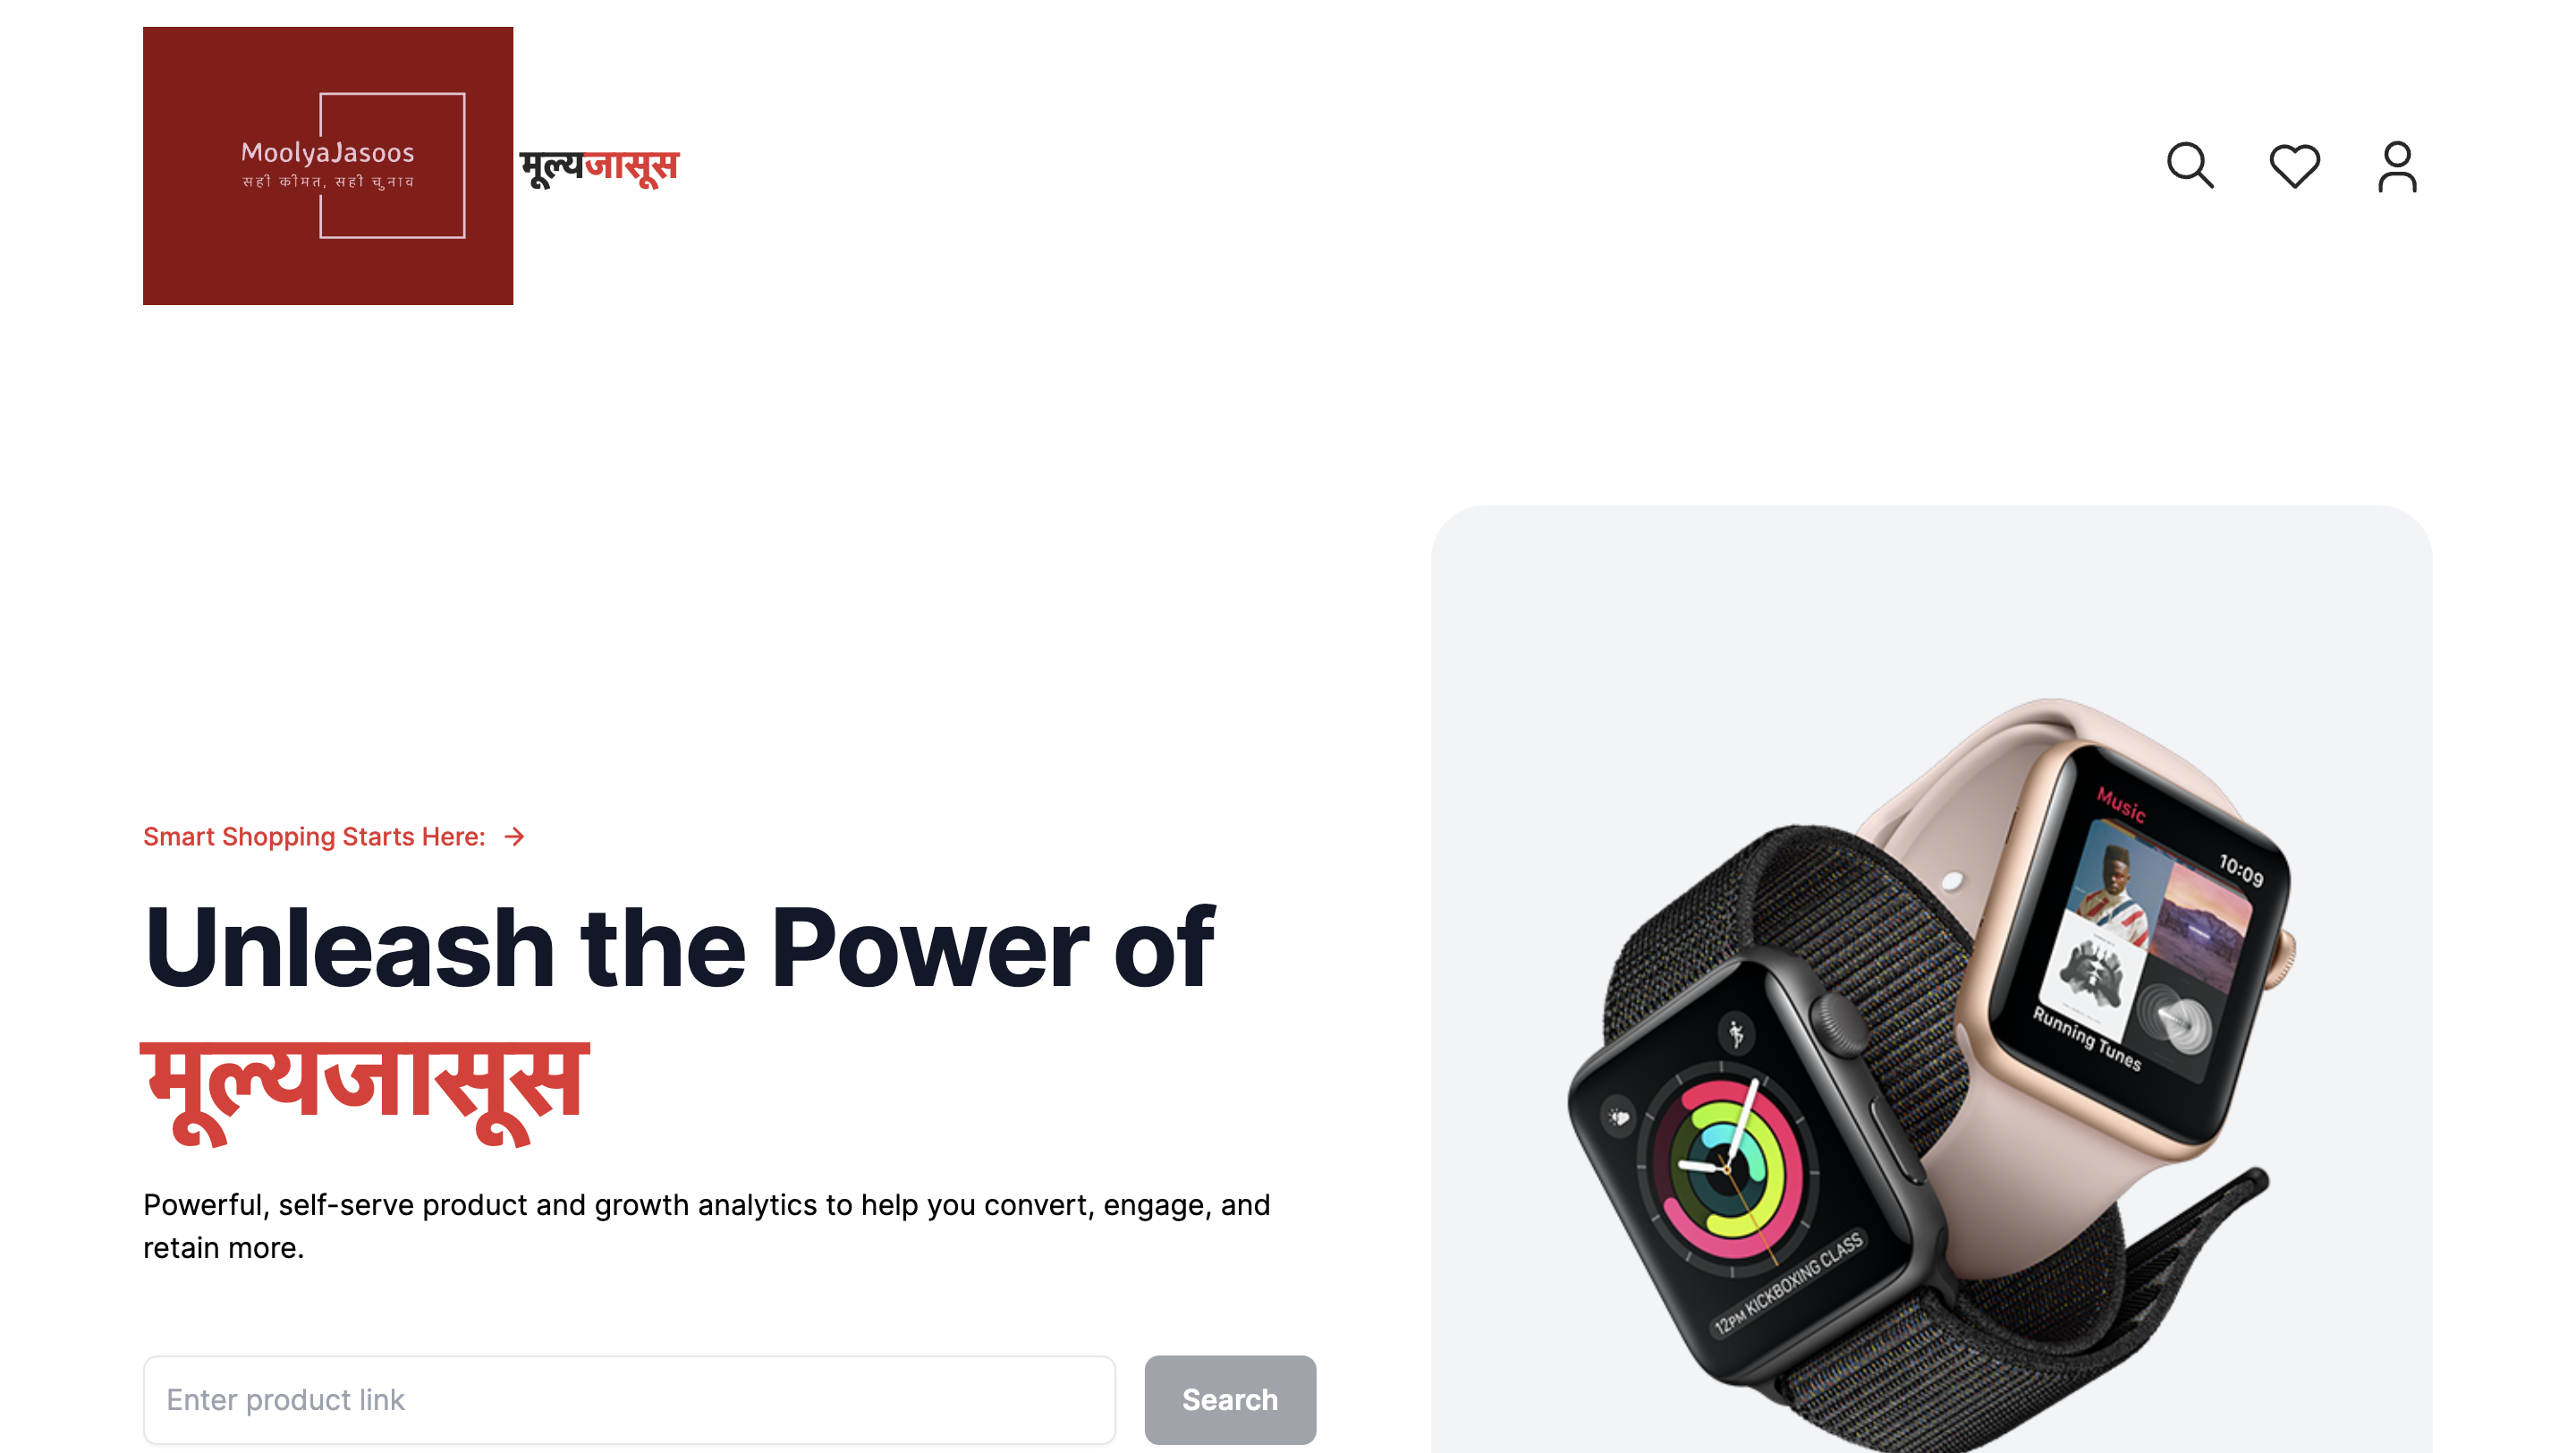 MoolyaJasoos
सही कीमत, सही चुनाव
मूल्यजासूस
Smart Shopping Starts Here:
Unleash the Power of
मूल्यजासूस
Powerful, self-serve product and growth analytics to help you convert, engage, and
retain more.
Enter product link
Search
Music
10:09
Running Tunes
12PM KICKBOXING CLASS